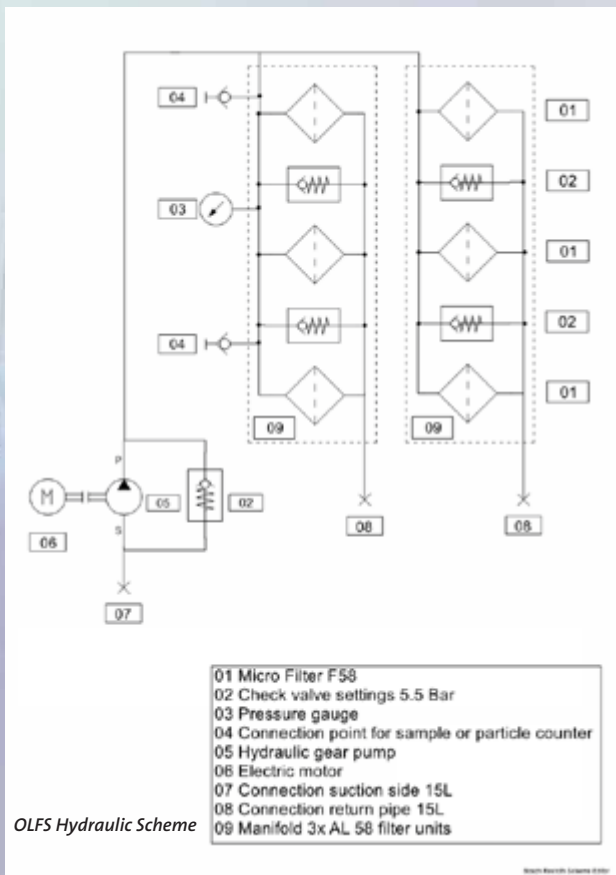 04
01
02
03
01
04
02
01
09
09
P
05
02
08
08
M
06
S
07
01 Micro Filter F58
02 Check valve settings 5.5 Bar
03 Pressure gauge
04 Connection point for sample or particle counter
05 Hydraulic gear pump
06 Electric motor
07 Connection suction side 15L
08 Connection return pipe 15L
09 Manifold 3x AL 58 filter units
OLFS Hydraulic Scheme